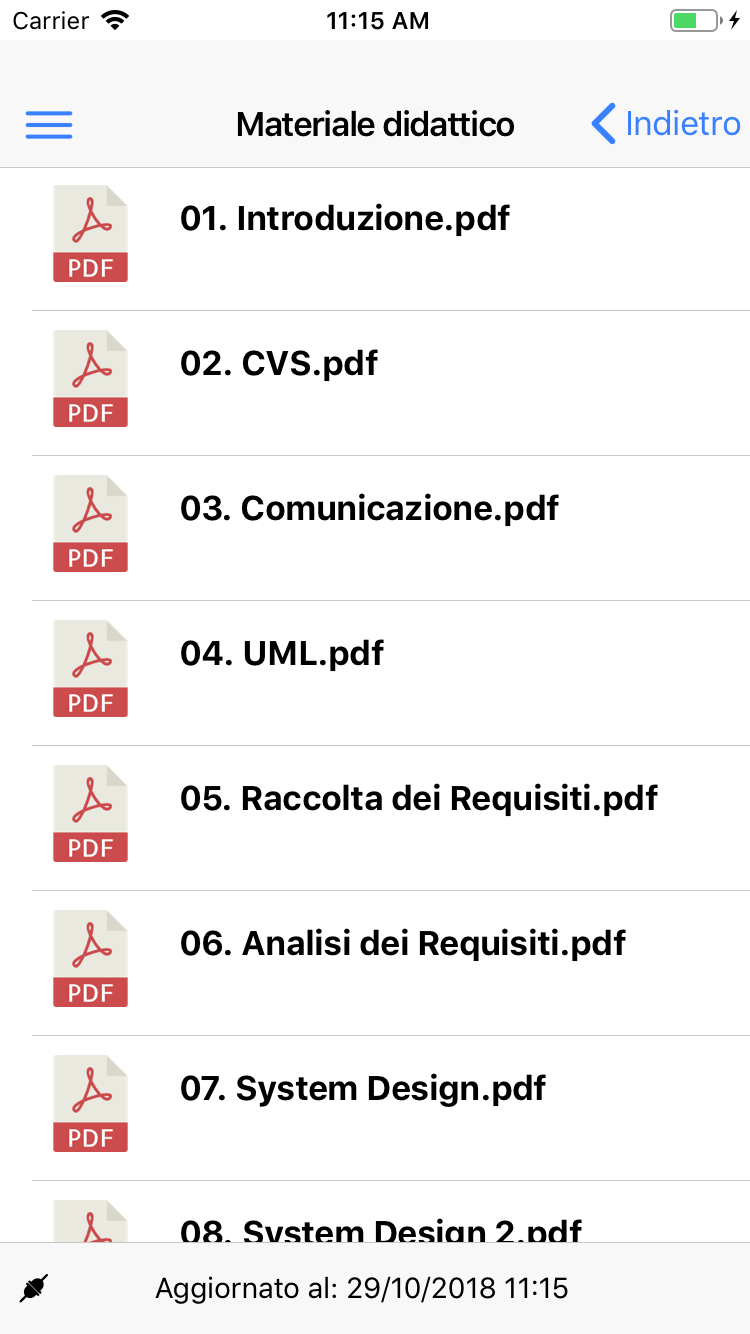 Carrier 11:15 AM
Materiale didattico Indietro
PDF 01. Introduzione.pdf
PDF 02. CVS.pdf
PDF 03. Comunicazione.pdf
PDF 04. UML.pdf
PDF 05. Raccolta dei Requisiti.pdf
PDF 06. Analisi dei Requisiti.pdf
PDF 07. System Design.pdf
08. System Design 2.pdf
Aggiornato al: 29/10/2018 11:15